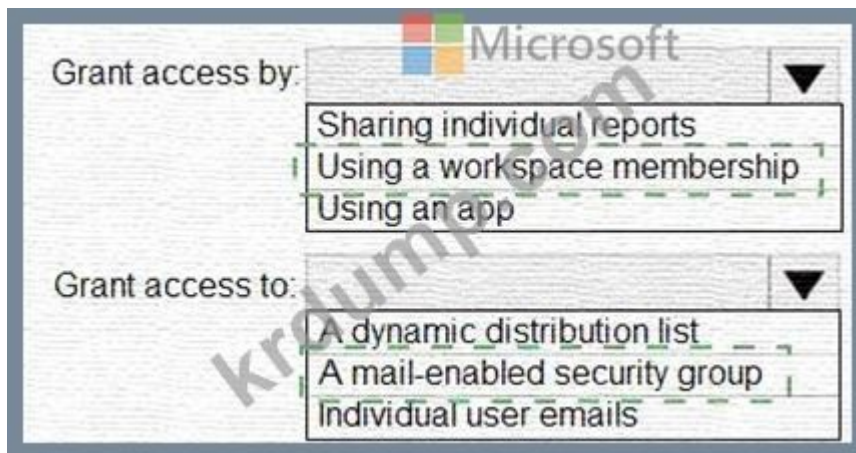 Microsoft
Grant access by:
Sharing individual reports
Using a workspace membership
Using an app
Grant access to:
A dynamic distribution list
A mail-enabled security group
Individual user emails
krdump.com